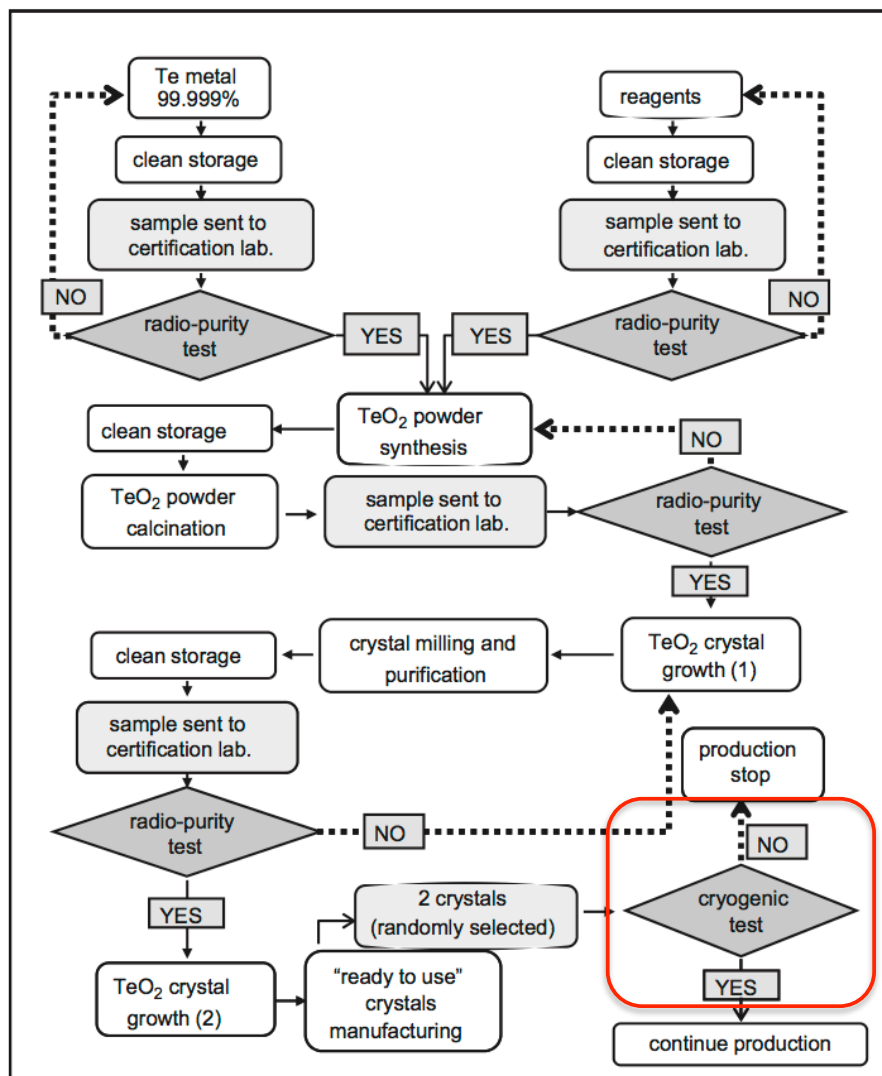 Te metal
99.999%
reagents
clean storage
clean storage
sample sent to
certification lab.
sample sent to
certification lab.
NO
NO
radio-purity
test
YES
YES
radio-purity
test
TeO₂ powder
synthesis
clean storage
NO
TeO₂ powder
calcination
sample sent to
certification lab.
radio-purity
test
YES
clean storage
crystal milling and
purification
TeO₂ crystal
growth (1)
sample sent to
certification lab.
production
stop
radio-purity
test
NO
NO
YES
2 crystals
(randomly selected)
cryogenic
test
TeO₂ crystal
growth (2)
"ready to use"
crystals
manufacturing
YES
continue production